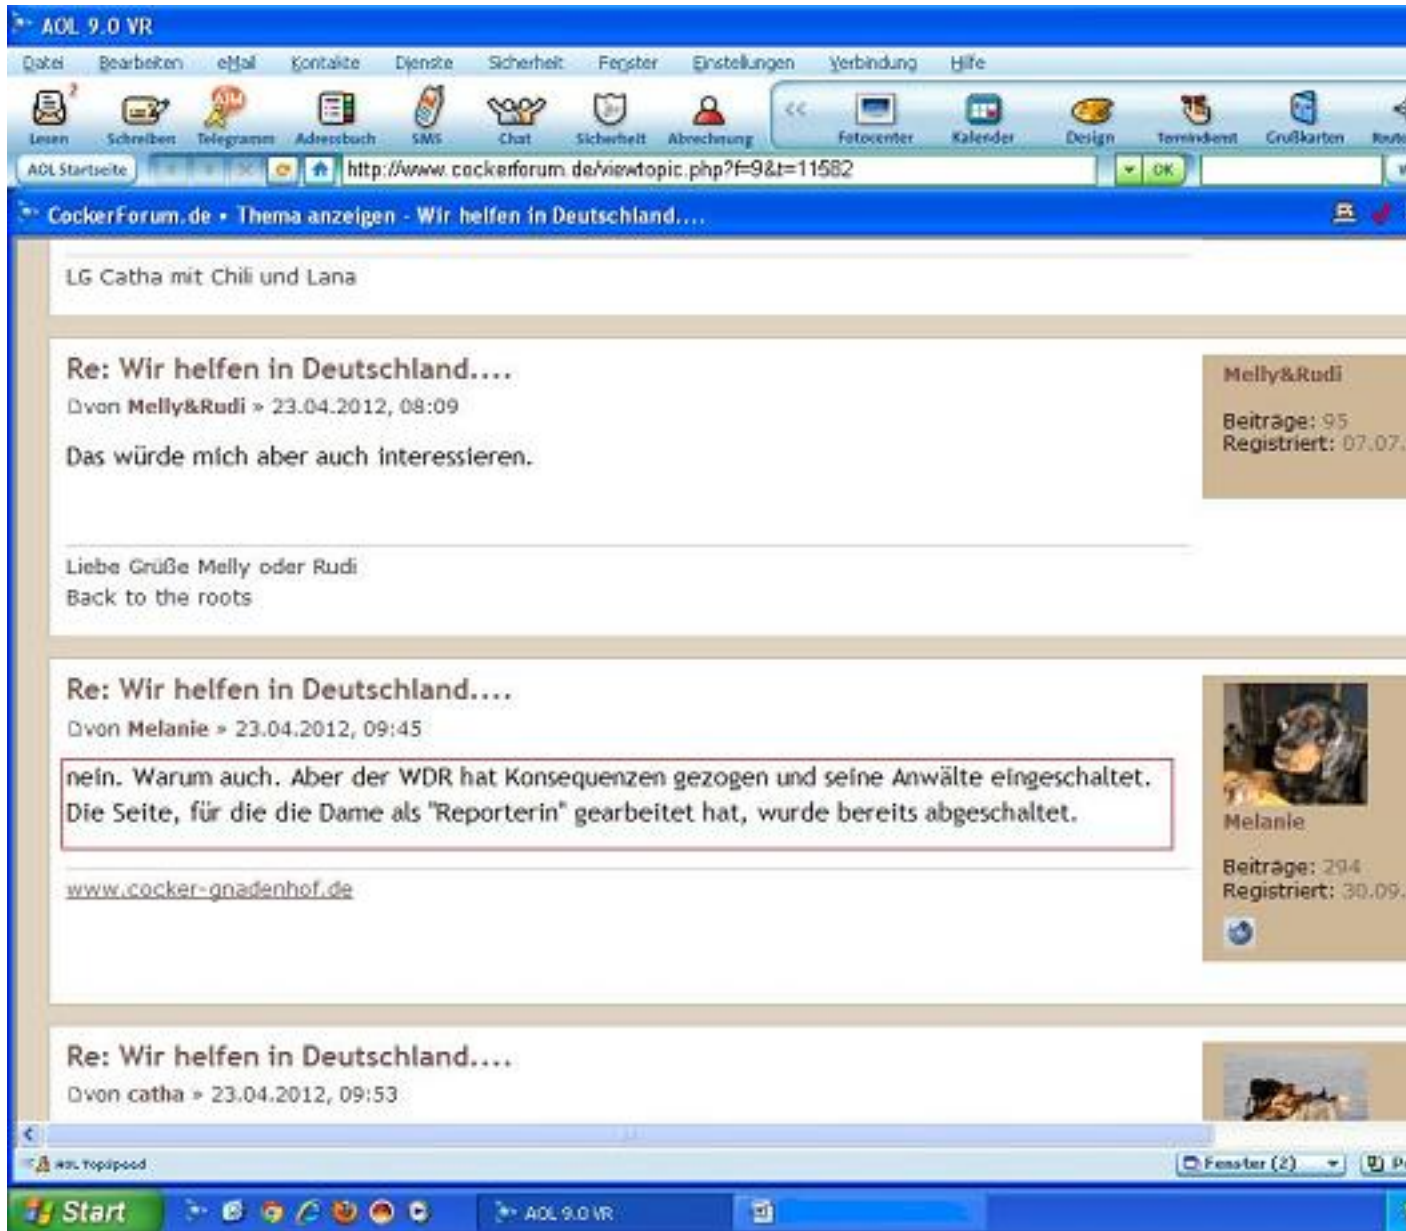 AOL 9.0 VR
Datei Bearbeiten eMail Kontakte Dienste Sicherheit Fenster Einstellungen Verbindung Hilfe
2
Lesen Schreiben Telegramm Adressbuch SMS Chat Sicherheit Abrechnung << Fotocenter Kalender Design Termindienst Grußkarten
AOL Startseite http://www.cockerforum.de/viewtopic.php?f=9&t=11582 OK
CockerForum.de • Thema anzeigen - Wir helfen in Deutschland....
LG Catha mit Chili und Lana
Re: Wir helfen in Deutschland....
von Melly&Rudi » 23.04.2012, 08:09
Das würde mich aber auch interessieren.
Liebe Grüße Melly oder Rudi
Back to the roots
Melly&Rudi
Beiträge: 95
Registriert: 07.07.
Re: Wir helfen in Deutschland....
von Melanie » 23.04.2012, 09:45
nein. Warum auch. Aber der WDR hat Konsequenzen gezogen und seine Anwälte eingeschaltet.
Die Seite, für die die Dame als "Reporterin" gearbeitet hat, wurde bereits abgeschaltet.
www.cocker-gnadenhof.de
Melanie
Beiträge: 294
Registriert: 30.09.
Re: Wir helfen in Deutschland....
von catha » 23.04.2012, 09:53
AOL TopSpeed Fenster (2)
Start AOL 9.0 VR